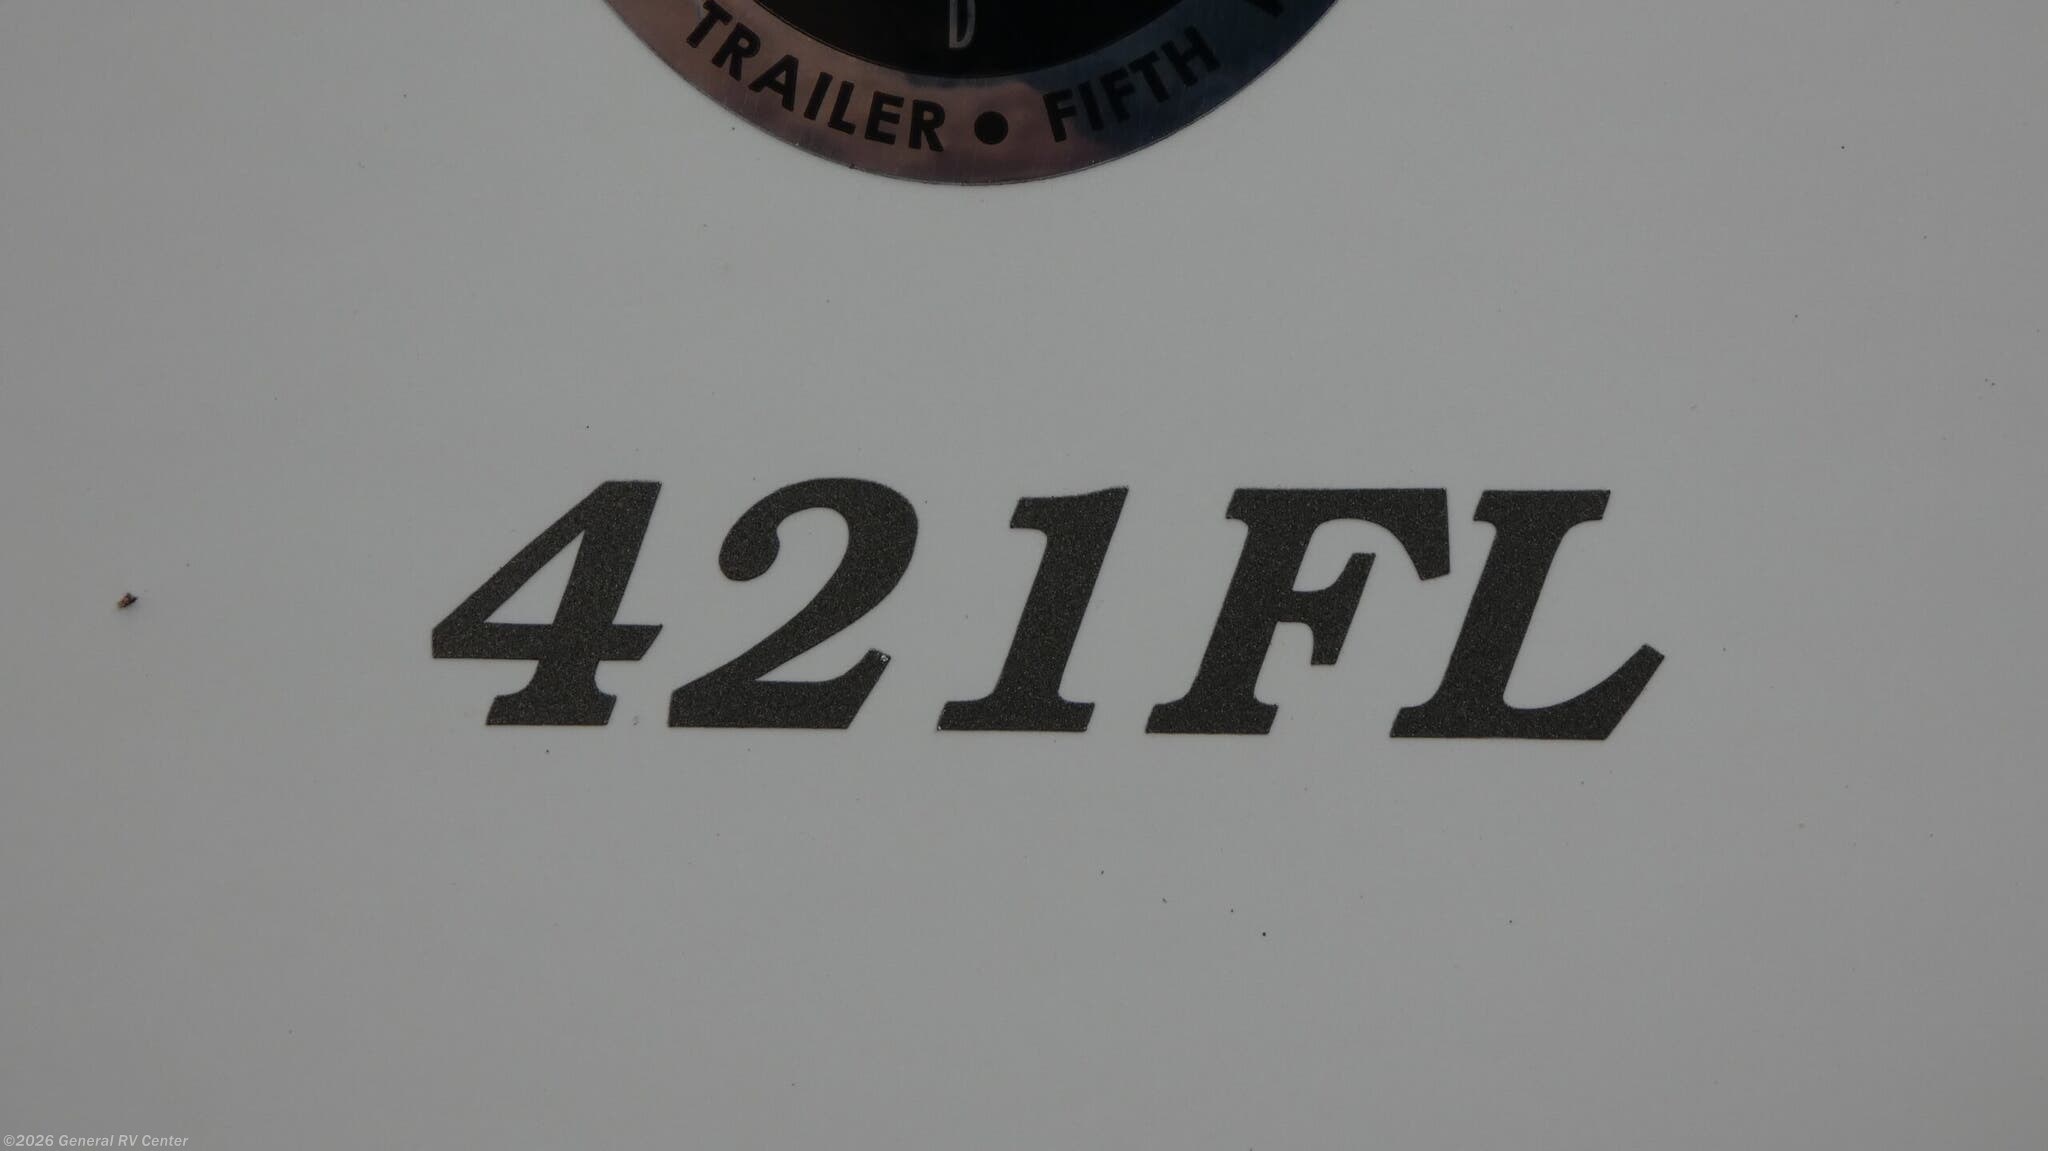 D
TRAILER • FIFTH
421FL
©2026 General RV Center